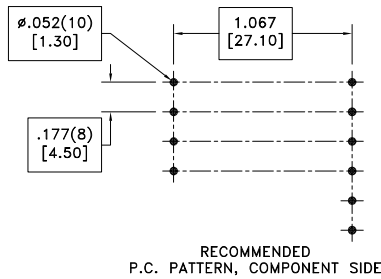 ø.052(10)
[1.30]
1.067
[27.10]
.177(8)
[4.50]
RECOMMENDED
P.C. PATTERN, COMPONENT SIDE